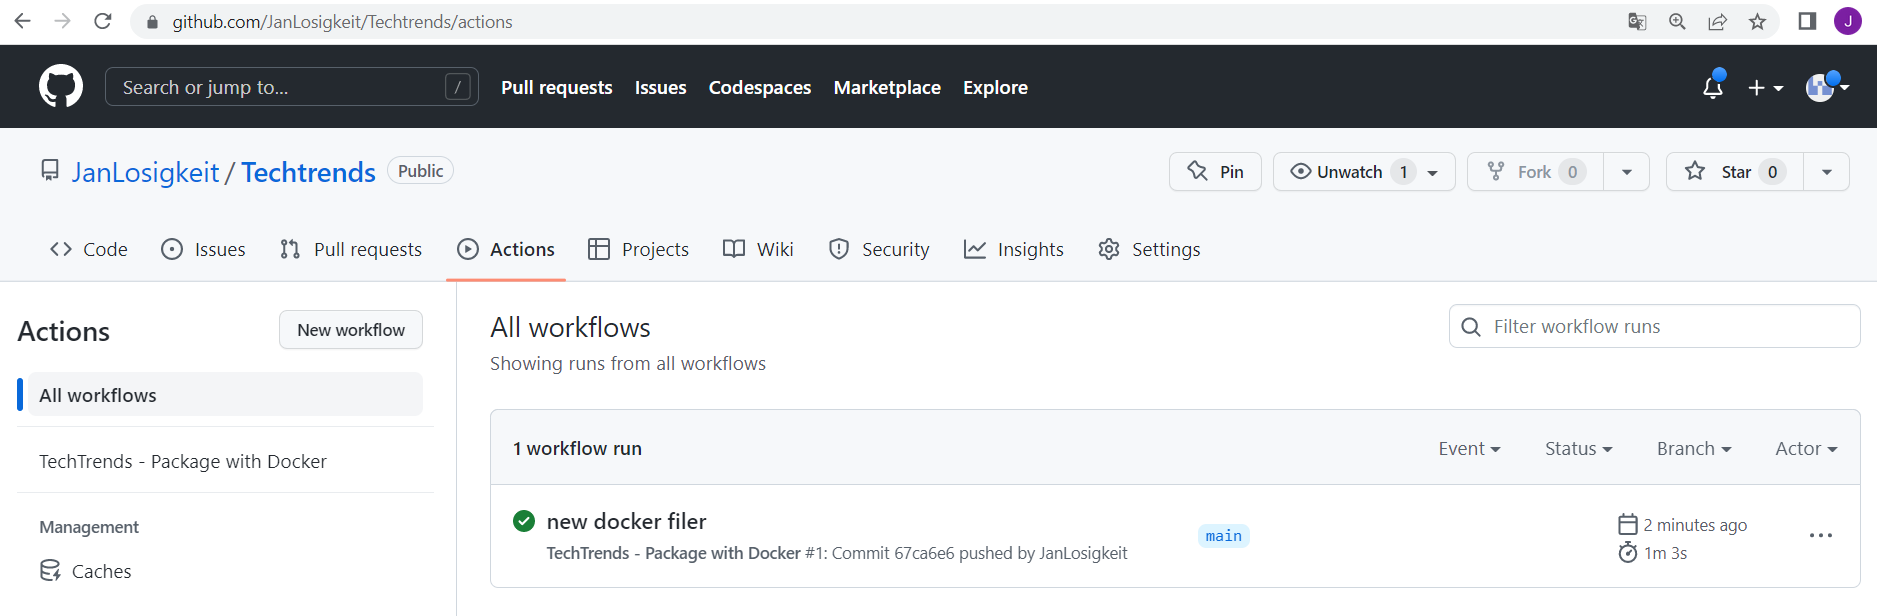 github.com/JanLosigkeit/Techtrends/actions
J
Search or jump to... /
Pull requests Issues Codespaces Marketplace Explore
JanLosigkeit / Techtrends Public
Pin Unwatch 1 Fork 0 Star 0
Code Issues Pull requests Actions Projects Wiki Security Insights Settings
Actions New workflow
All workflows
TechTrends - Package with Docker
Management
Caches
All workflows
Showing runs from all workflows
Filter workflow runs
1 workflow run Event Status Branch Actor
new docker filer
TechTrends - Package with Docker #1: Commit 67ca6e6 pushed by JanLosigkeit
main
2 minutes ago
1m 3s